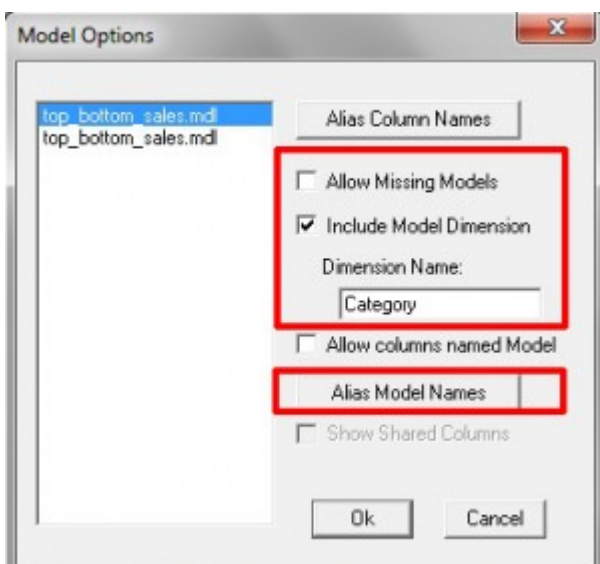 Model Options
top_bottom_sales.mdl
top_bottom_sales.mdl
Alias Column Names
Allow Missing Models
Include Model Dimension
Dimension Name:
Category
Allow columns named Model
Alias Model Names
Show Shared Columns
Ok
Cancel